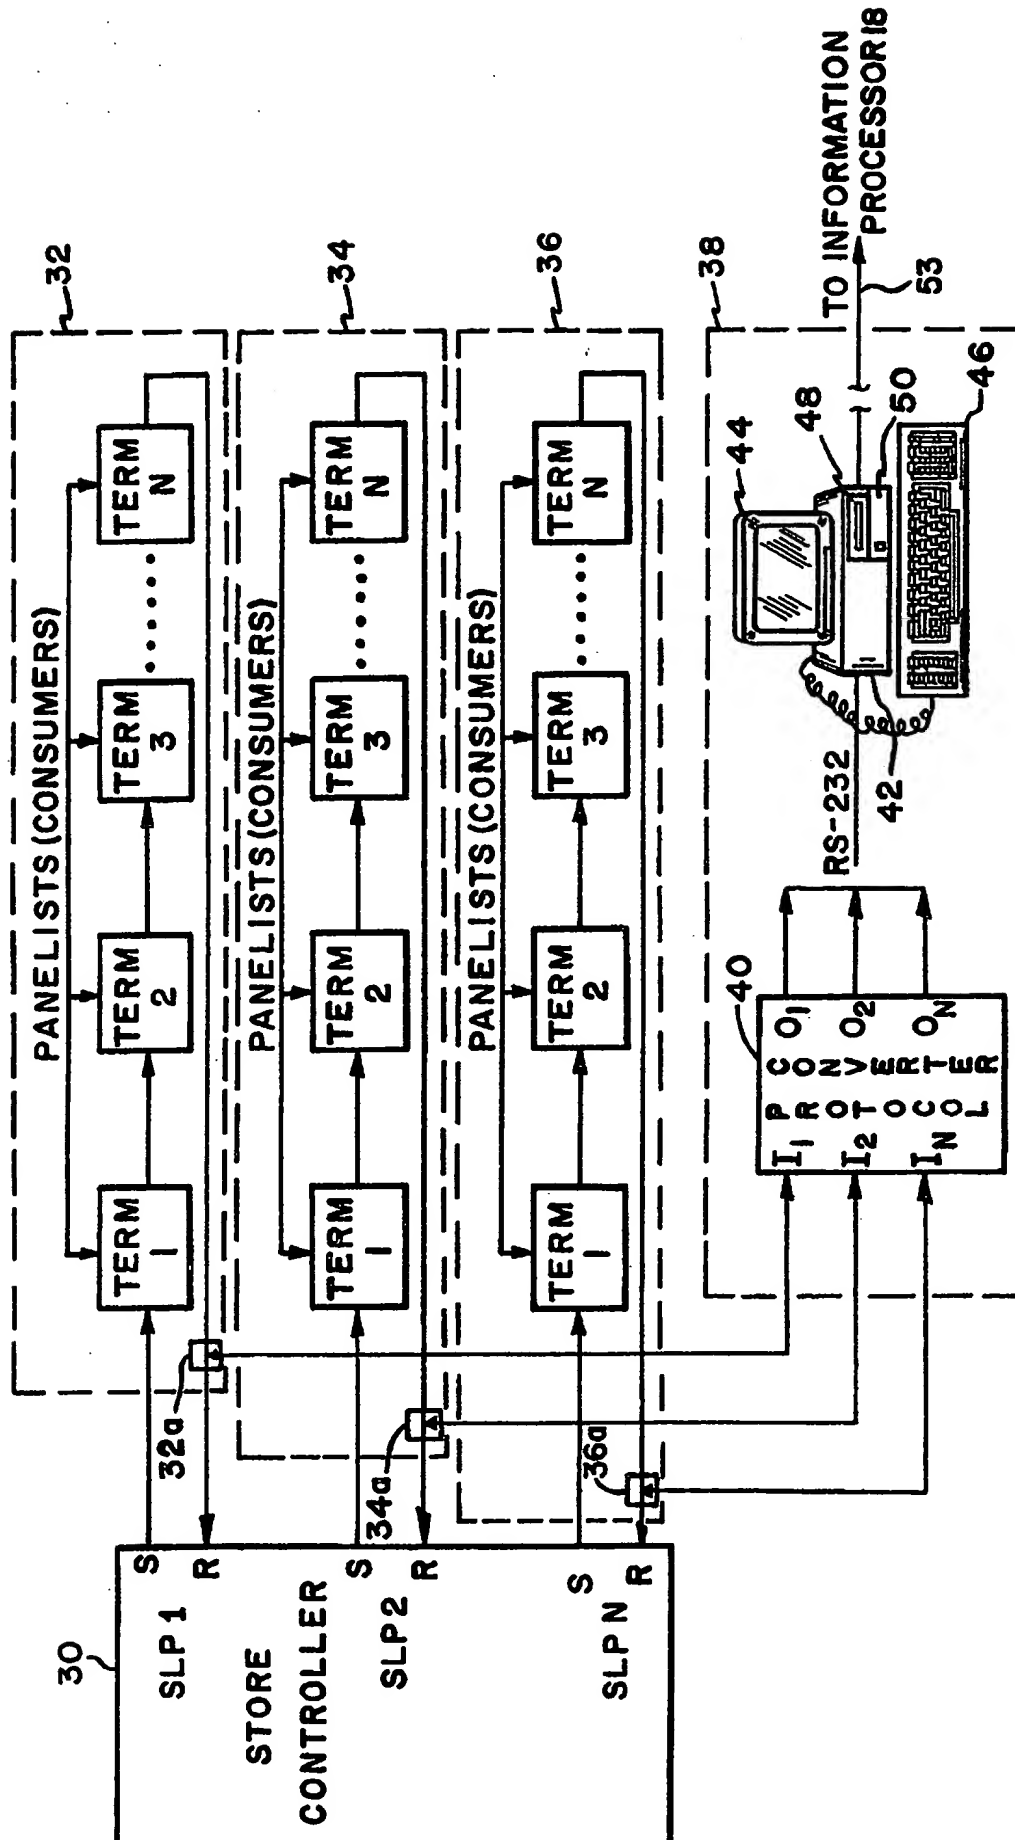 30
STORE
CONTROLLER
SLP 1
S
R
SLP 2
S
R
SLP N
S
R
32a
34a
36a
PANELISTS (CONSUMERS)
TERM
1
TERM
2
TERM
3
TERM
N
32
PANELISTS (CONSUMERS)
TERM
1
TERM
2
TERM
3
TERM
N
34
PANELISTS (CONSUMERS)
TERM
1
TERM
2
TERM
3
TERM
N
36
38
40
I1
I2
IN
PROTOCOL
CONVERTER
O1
O2
ON
RS-232
42
44
48
50
46
53
TO INFORMATION
PROCESSOR 18